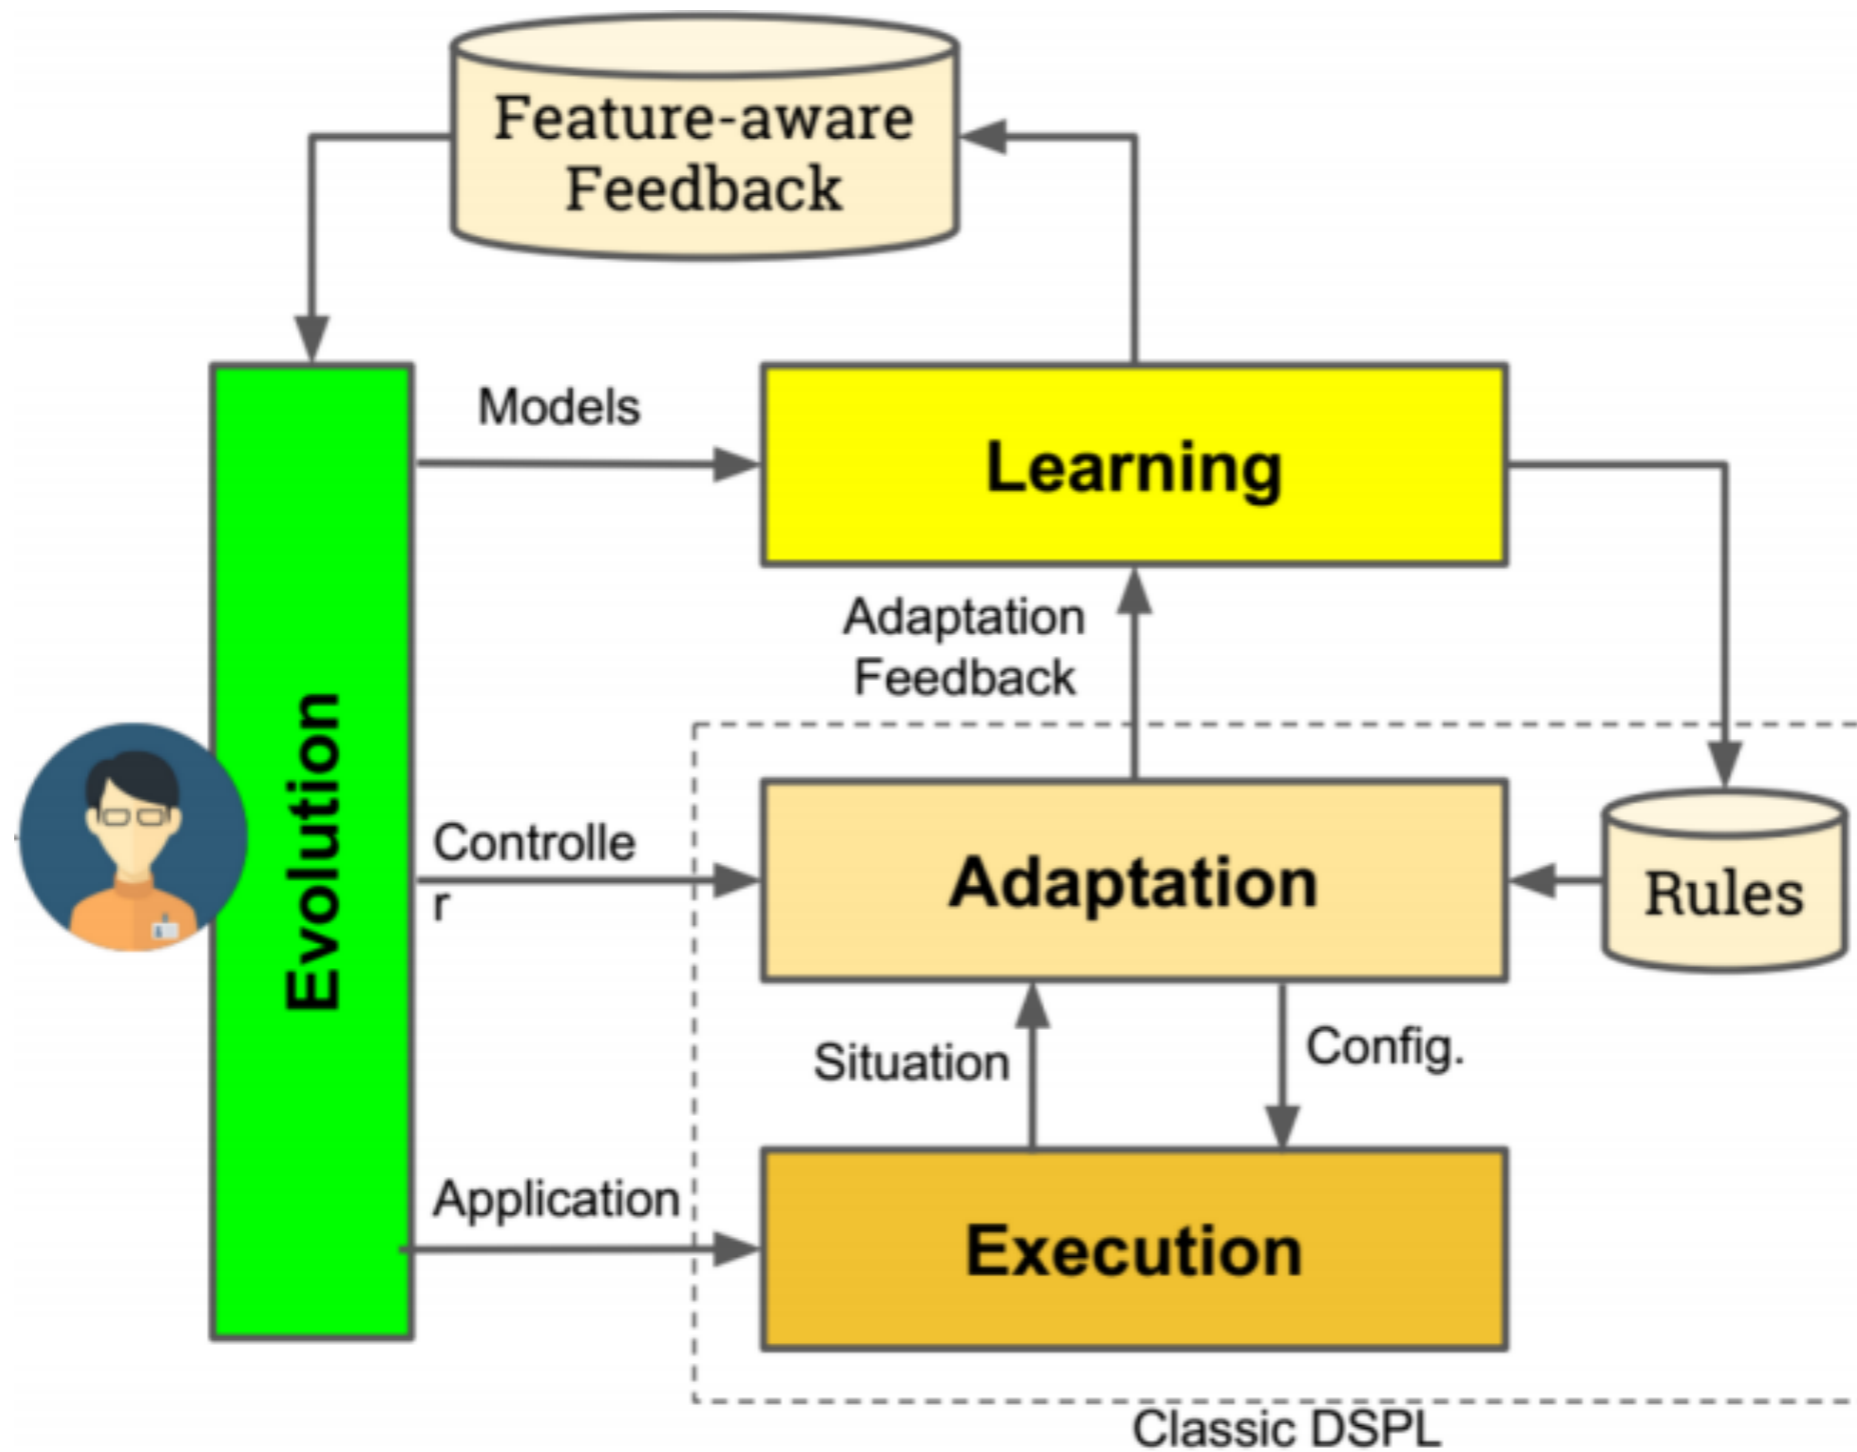 Feature-aware
Feedback
Models
Learning
Adaptation
Feedback
Evolution
Controlle
r
Adaptation
Rules
Situation
Config.
Application
Execution
Classic DSPL